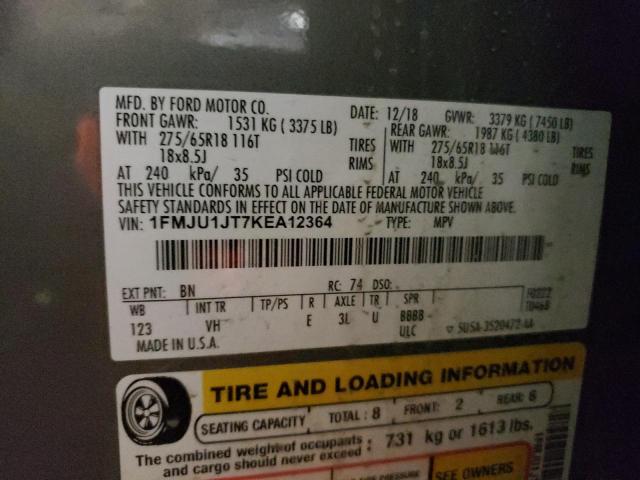 MFD. BY FORD MOTOR CO.
DATE: 12/18 GVWR: 3379 KG ( 7450 LB)
FRONT GAWR: 1531 KG ( 3375 LB) REAR GAWR: 1987 KG ( 4380 LB)
WITH 275/65R18 116T TIRES WITH 275/65R18 116T TIRES
18x8.5J RIMS 18x8.5J RIMS
AT 240 kPa/ 35 PSI COLD AT 240 kPa/ 35 PSI COLD
THIS VEHICLE CONFORMS TO ALL APPLICABLE FEDERAL MOTOR VEHICLE
SAFETY STANDARDS IN EFFECT ON THE DATE OF MANUFACTURE SHOWN ABOVE.
VIN: 1FMJU1JT7KEA12364 TYPE: MPV
EXT PNT: BN RC: 74 DSO:
WB INT TR TP/PS R AXLE TR SPR
123 VH E 3L U BBBB
ULC
MADE IN U.S.A.
TIRE AND LOADING INFORMATION
SEATING CAPACITY TOTAL : 8 FRONT: 2 REAR: 6
The combined weight of occupants and cargo should never exceed : 731 kg or 1613 lbs.
TIRE PRESSURE
SEE OWNERS